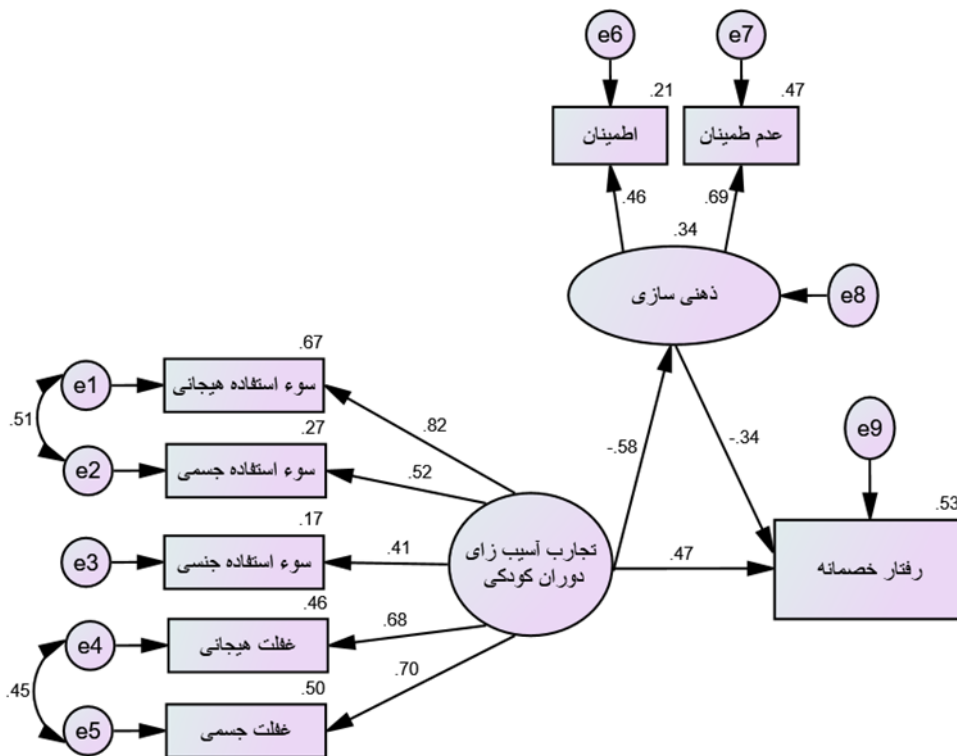 e6
e7
.21
.47
اطمینان
عدم طمینان
.46
.69
.34
ذهنی سازی
e8
.67
e1
سوء استفاده هیجانی
.51
.82
-.58
-.34
e9
.27
e2
سوء استفاده جسمی
.52
.53
.17
e3
سوء استفاده جنسی
.41
تجارب آسیب زای
دوران کودکی
.47
رفتار خصمانه
.46
e4
غفلت هیجانی
.68
.45
.70
.50
e5
غفلت جسمی